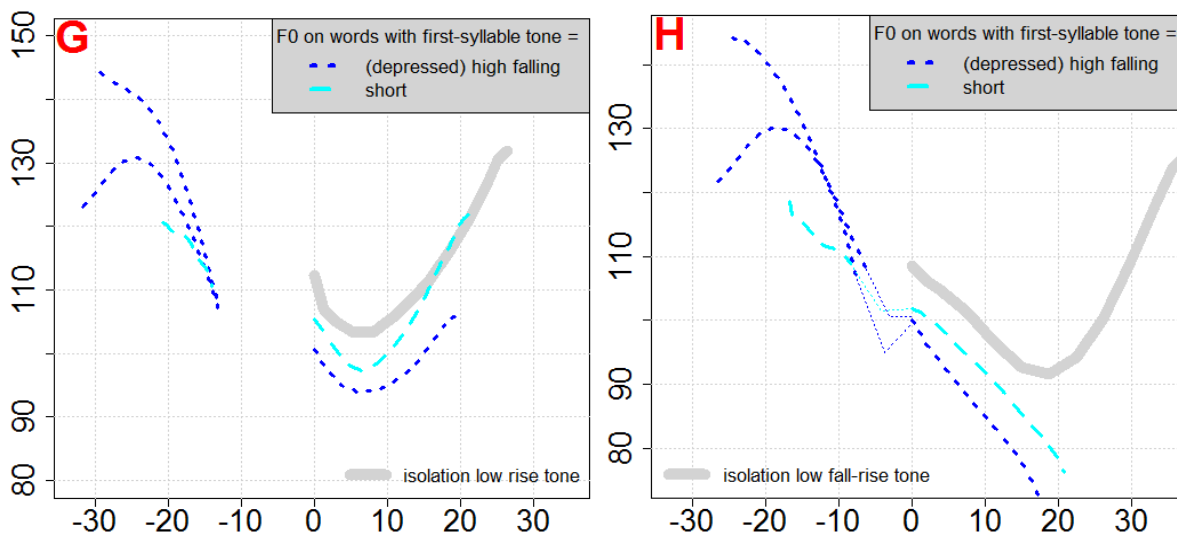 G
F0 on words with first-syllable tone =
(depressed) high falling
short
150
130
110
90
80
isolation low rise tone
-30 -20 -10 0 10 20 30
H
F0 on words with first-syllable tone =
(depressed) high falling
short
130
110
90
80
isolation low fall-rise tone
-30 -20 -10 0 10 20 30